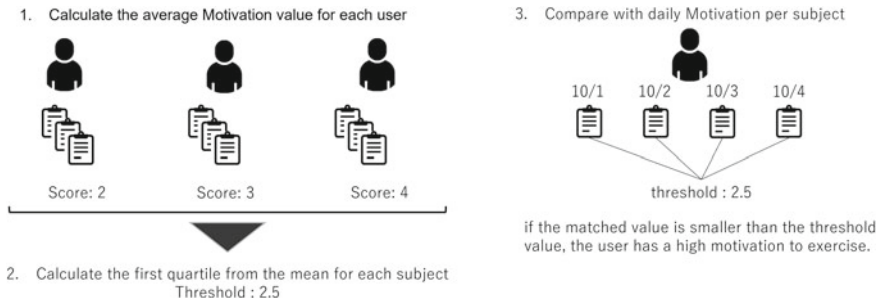 1. Calculate the average Motivation value for each user
Score: 2
Score: 3
Score: 4
2. Calculate the first quartile from the mean for each subject
Threshold : 2.5
3. Compare with daily Motivation per subject
10/1
10/2
10/3
10/4
threshold : 2.5
if the matched value is smaller than the threshold
value, the user has a high motivation to exercise.